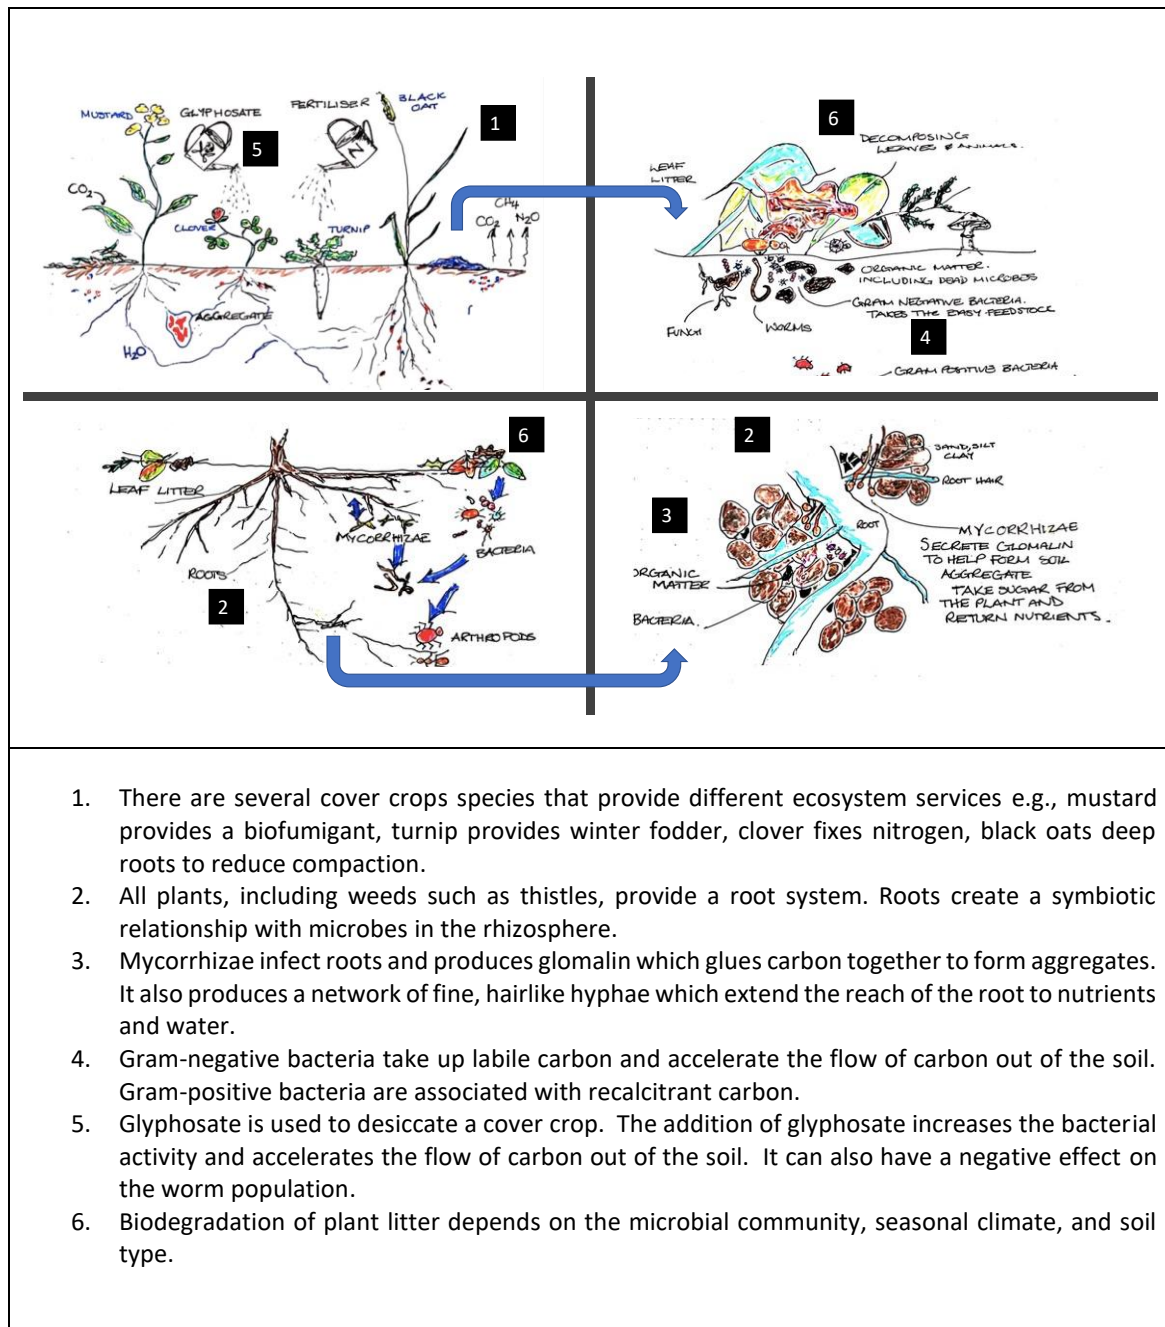 MUSTARD
GLYPHOSATE
FERTILISER
BLACK
OAT
1
5
N
CO2
CLOVER
TURNIP
CH4
CO2
N2O
AGGREGATE
H2O
6
DECOMPOSING
LEAVES & ANIMALS.
LEAF
LITTER
ORGANIC MATTER.
INCLUDING DEAD MICROBES
GRAM NEGATIVE BACTERIA.
TAKES THE EASY FEEDSTOCK
FUNGI
WORMS
4
GRAM POSITIVE BACTERIA
6
LEAF LITTER
MYCORRHIZAE
BACTERIA
ROOTS
2
ARTHROPODS
2
SAND, SILT
CLAY
ROOT HAIR
3
ROOT
MYCORRHIZAE
SECRETE GLOMALIN
TO HELP FORM SOIL
AGGREGATE
TAKE SUGAR FROM
THE PLANT AND
RETURN NUTRIENTS.
ORGANIC
MATTER
BACTERIA.
1. There are several cover crops species that provide different ecosystem services e.g., mustard
provides a biofumigant, turnip provides winter fodder, clover fixes nitrogen, black oats deep
roots to reduce compaction.
2. All plants, including weeds such as thistles, provide a root system. Roots create a symbiotic
relationship with microbes in the rhizosphere.
3. Mycorrhizae infect roots and produces glomalin which glues carbon together to form aggregates.
It also produces a network of fine, hairlike hyphae which extend the reach of the root to nutrients
and water.
4. Gram-negative bacteria take up labile carbon and accelerate the flow of carbon out of the soil.
Gram-positive bacteria are associated with recalcitrant carbon.
5. Glyphosate is used to desiccate a cover crop. The addition of glyphosate increases the bacterial
activity and accelerates the flow of carbon out of the soil. It can also have a negative effect on
the worm population.
6. Biodegradation of plant litter depends on the microbial community, seasonal climate, and soil
type.